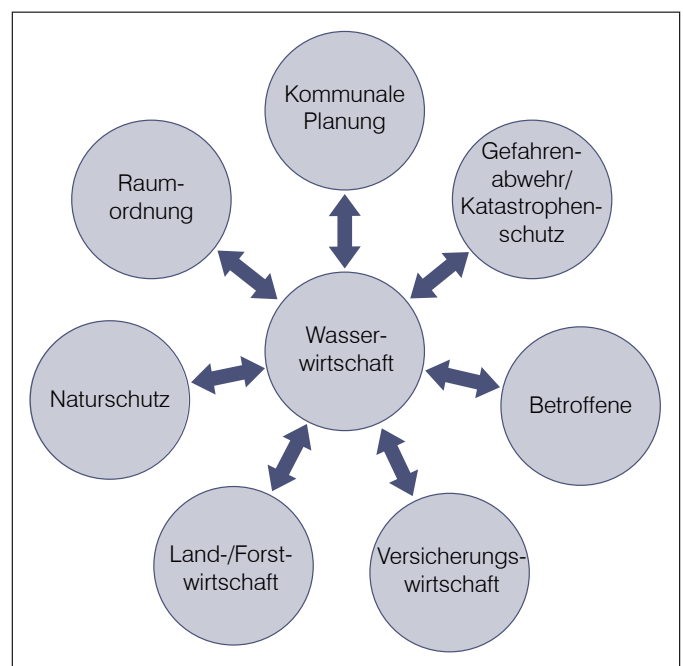 Kommunale
Planung
Gefahren-
abwehr/
Katastrophen-
schutz
Raum-
ordnung
Wasser-
wirtschaft
Naturschutz
Betroffene
Land-/Forst-
wirtschaft
Versicherungs-
wirtschaft